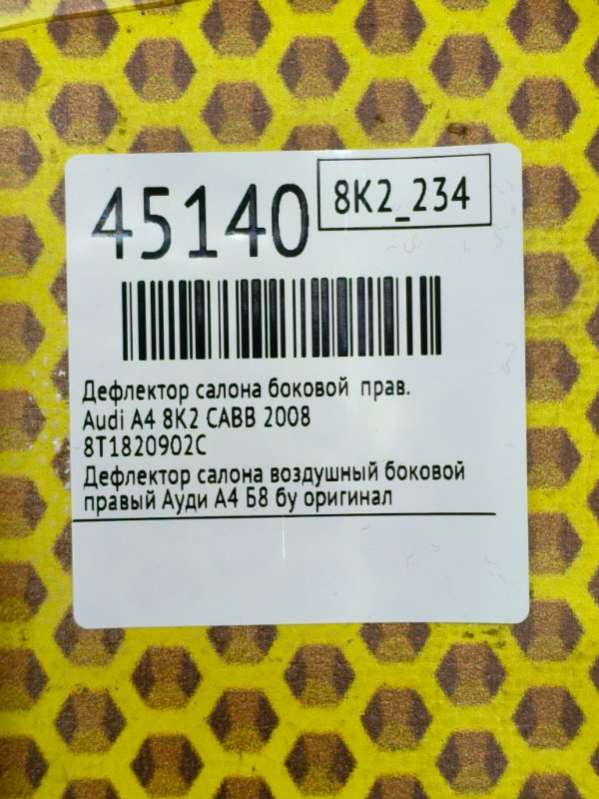 45140
8K2_234
Дефлектор салона боковой прав.
Audi A4 8K2 CABB 2008
8T1820902C
Дефлектор салона воздушный боковой
правый Ауди А4 Б8 бу оригинал